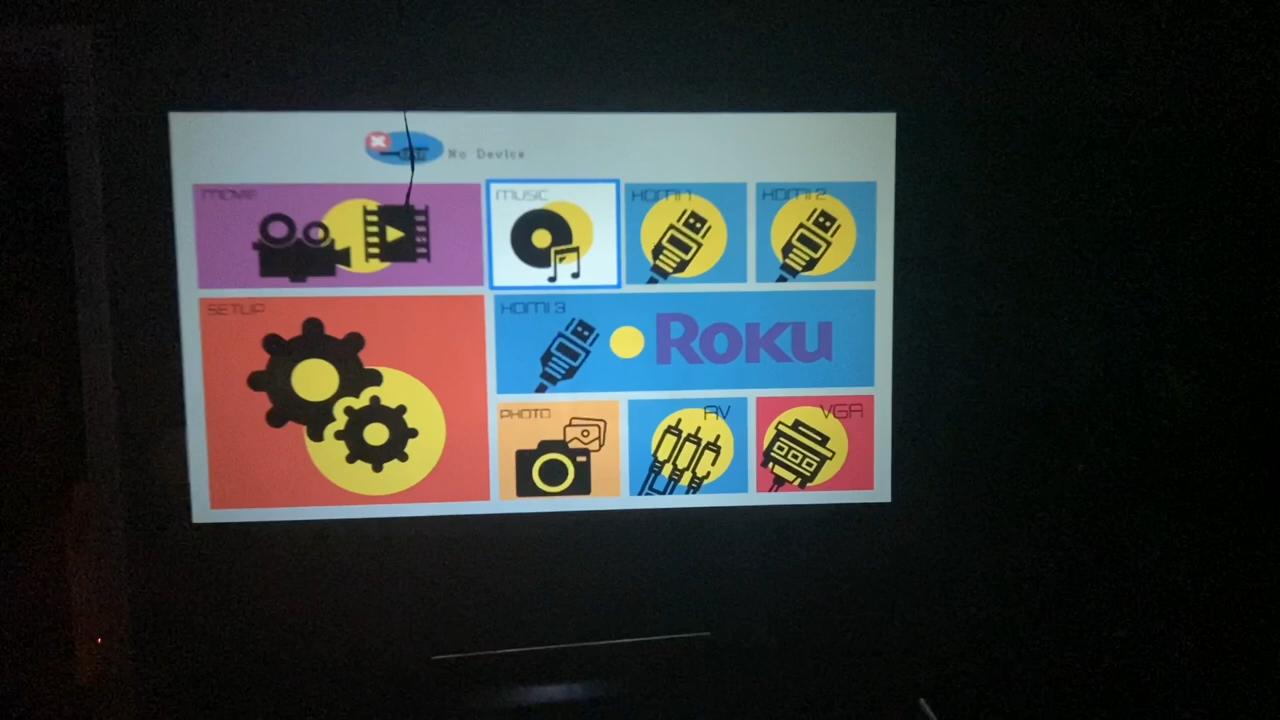 No Device
MOVIE
MUSIC
HDMI 1
HDMI 2
SETUP
HDMI 3
ROKU
PHOTO
AV
VGA